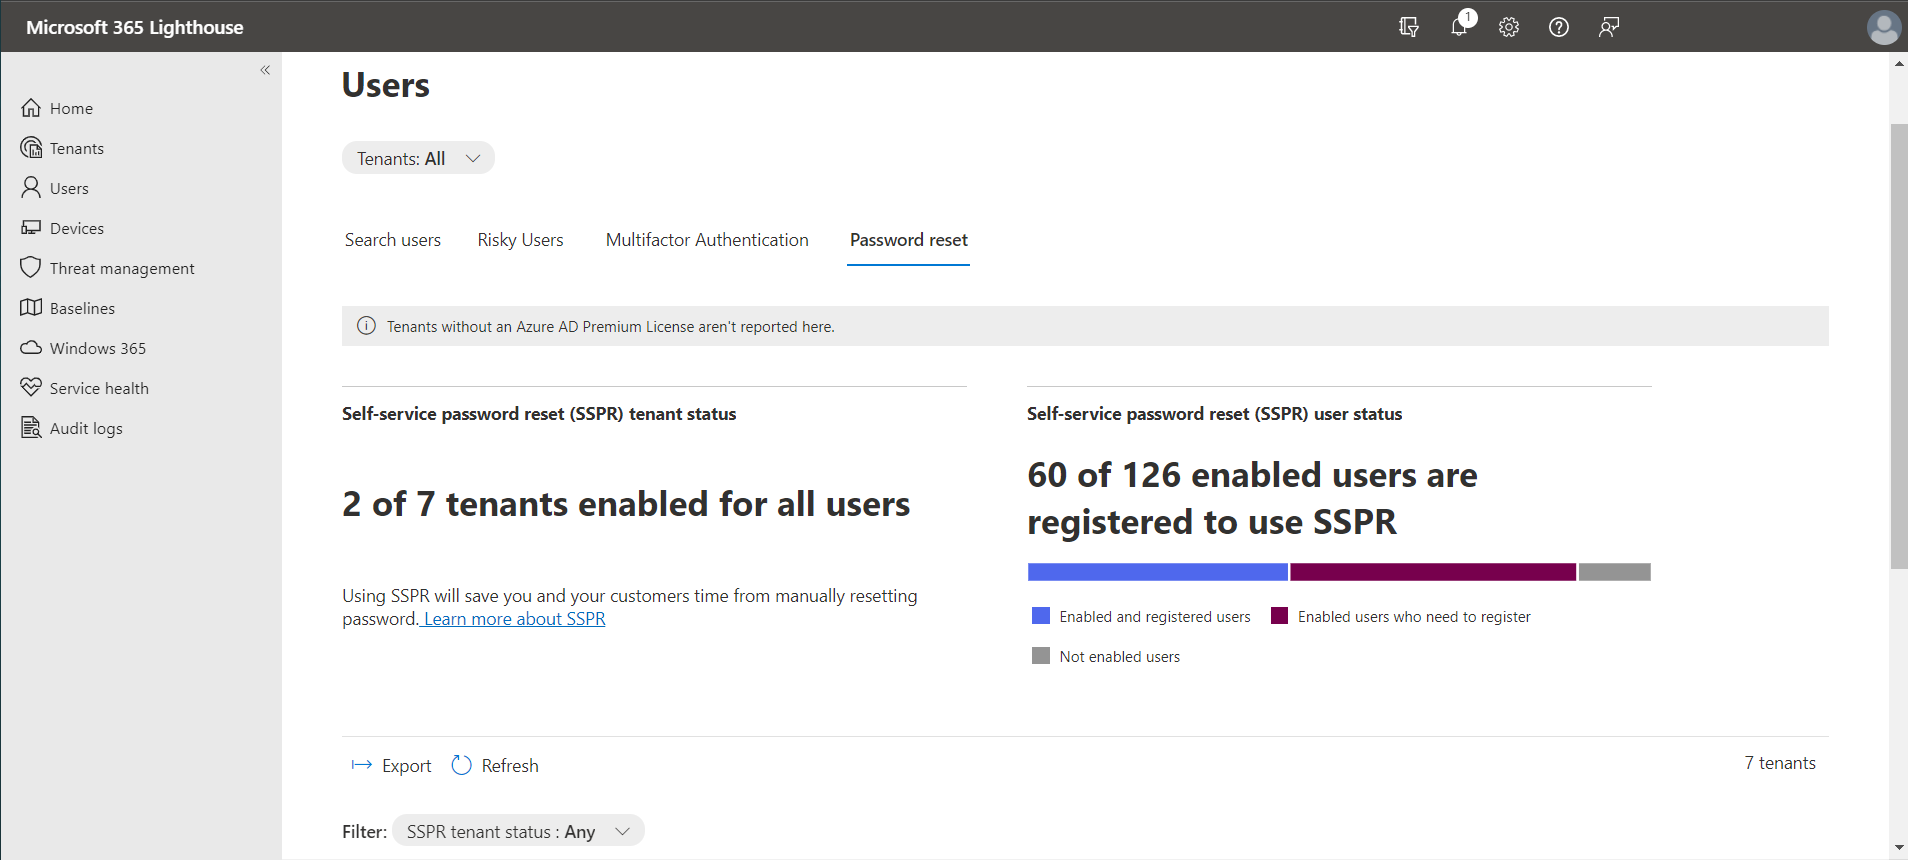 Microsoft 365 Lighthouse
1
Home
Tenants
Users
Devices
Threat management
Baselines
Windows 365
Service health
Audit logs
Users
Tenants: All
Search users
Risky Users
Multifactor Authentication
Password reset
Tenants without an Azure AD Premium License aren't reported here.
Self-service password reset (SSPR) tenant status
2 of 7 tenants enabled for all users
Using SSPR will save you and your customers time from manually resetting
password. Learn more about SSPR
Self-service password reset (SSPR) user status
60 of 126 enabled users are
registered to use SSPR
Enabled and registered users
Enabled users who need to register
Not enabled users
Export
Refresh
7 tenants
Filter: SSPR tenant status : Any